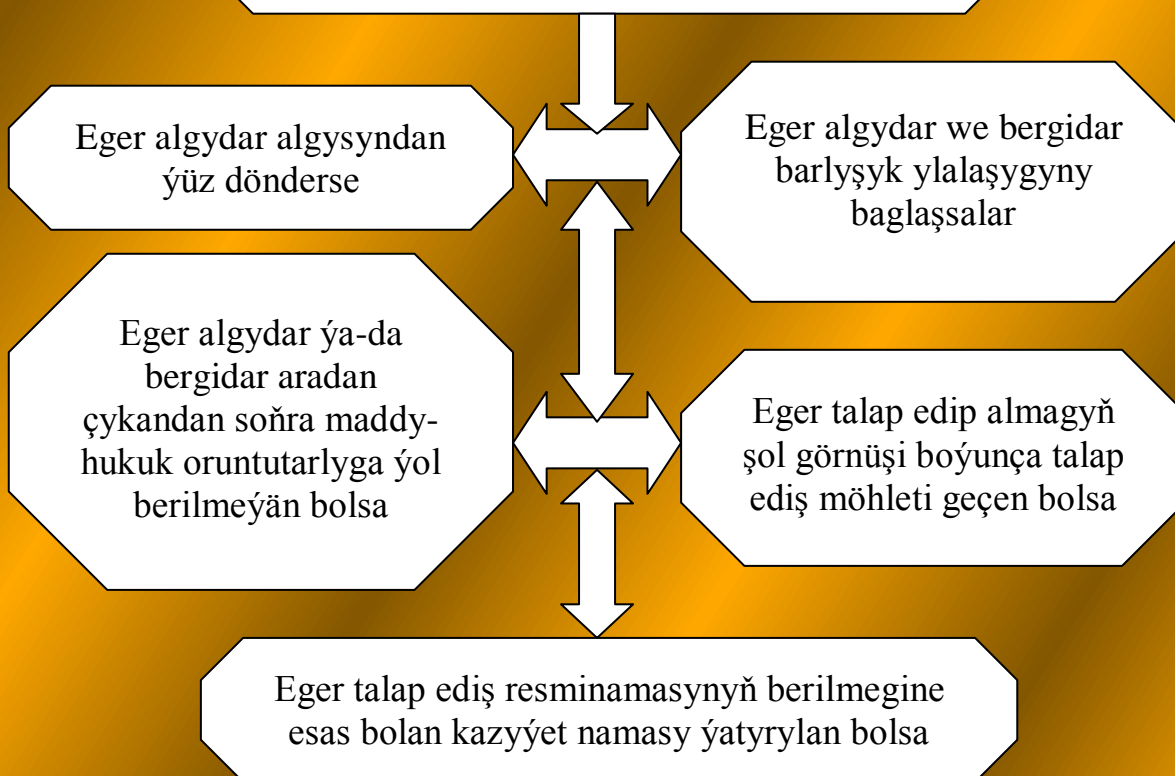 Eger algydar algysyndan
ýüz dönderse
Eger algydar we bergidar
barlyşyk ylalaşygyny
baglaşsalar
Eger algydar ýa-da
bergidar aradan
çykandan soňra maddy-
hukuk oruntutarlyga ýol
berilmeýän bolsa
Eger talap edip almagyň
şol görnüşi boýunça talap
ediş möhleti geçen bolsa
Eger talap ediş resminamasynyň berilmegine
esas bolan kazyýet namasy ýatyrylan bolsa